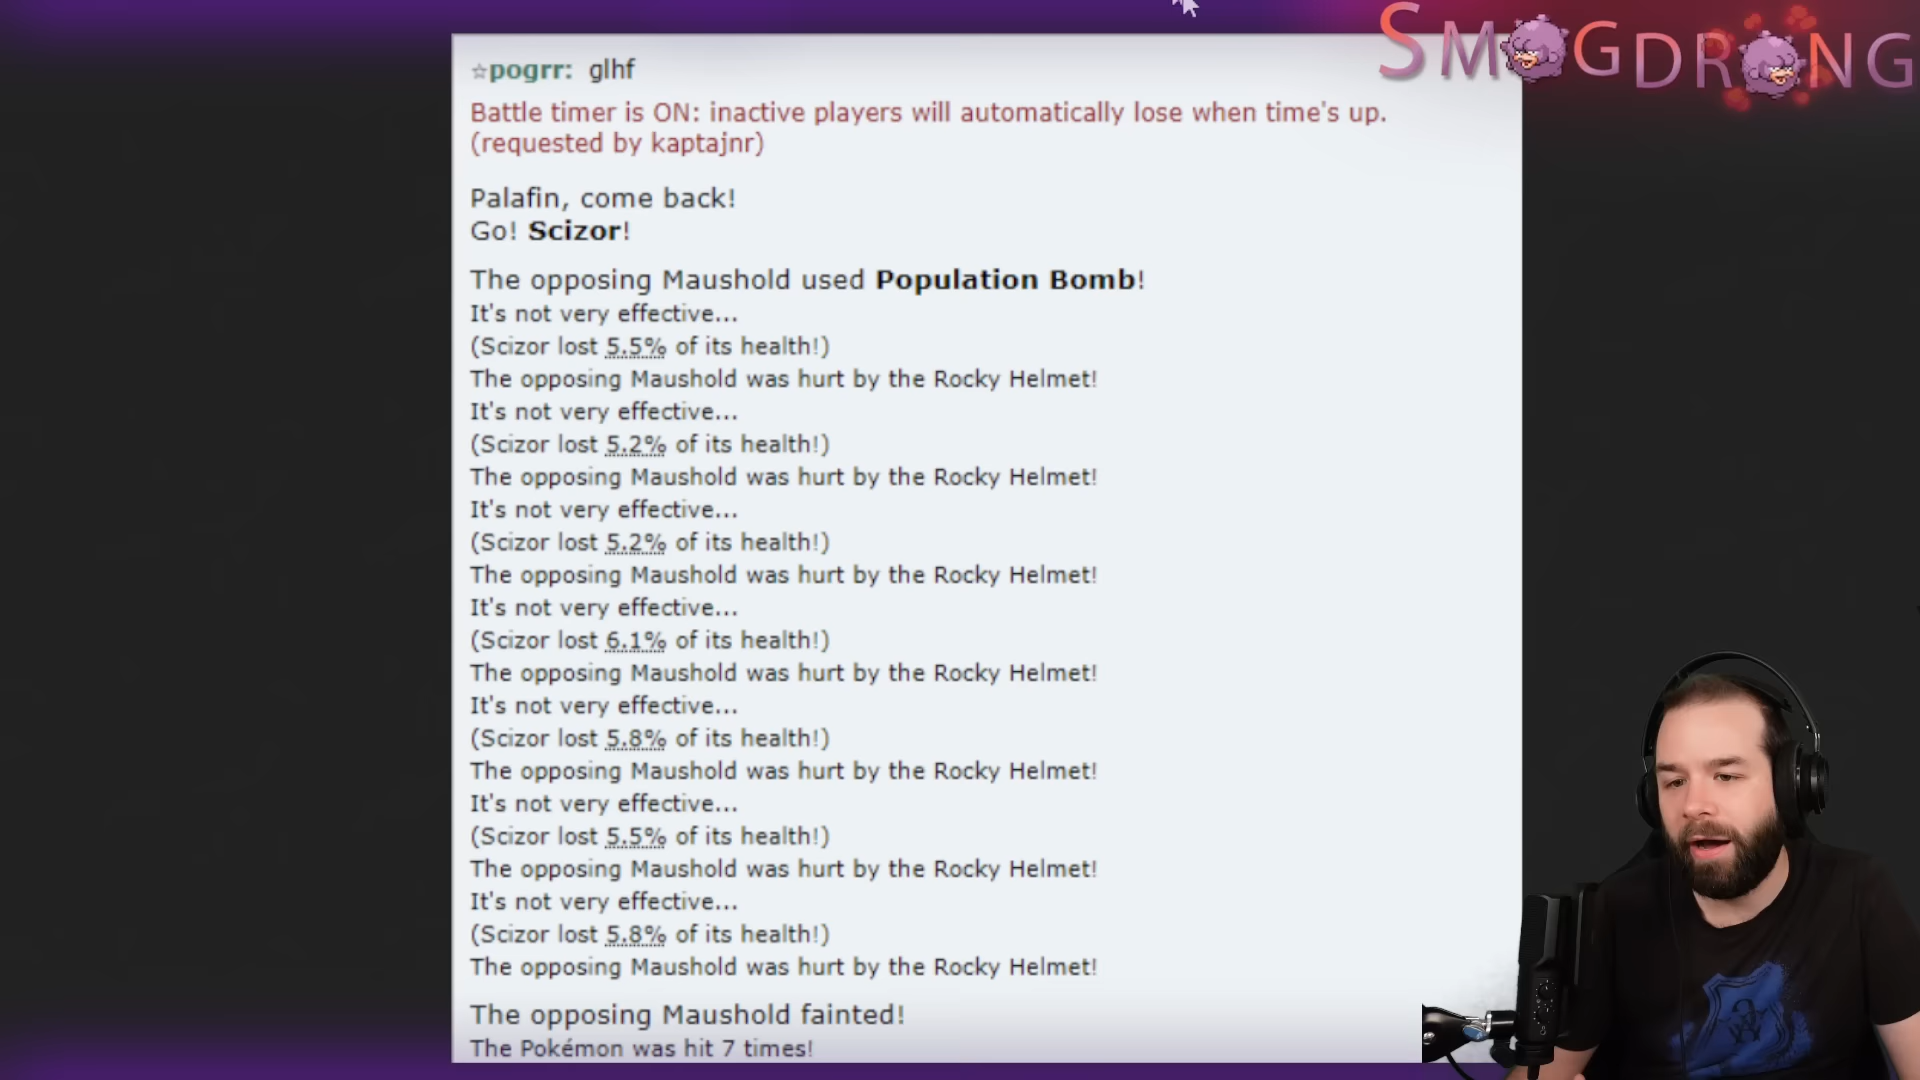 SMOGDRONG
☆pogrr: glhf
Battle timer is ON: inactive players will automatically lose when time's up.
(requested by kaptajnr)
Palafin, come back!
Go! Scizor!
The opposing Maushold used Population Bomb!
It's not very effective...
(Scizor lost 5.5% of its health!)
The opposing Maushold was hurt by the Rocky Helmet!
It's not very effective...
(Scizor lost 5.2% of its health!)
The opposing Maushold was hurt by the Rocky Helmet!
It's not very effective...
(Scizor lost 5.2% of its health!)
The opposing Maushold was hurt by the Rocky Helmet!
It's not very effective...
(Scizor lost 6.1% of its health!)
The opposing Maushold was hurt by the Rocky Helmet!
It's not very effective...
(Scizor lost 5.8% of its health!)
The opposing Maushold was hurt by the Rocky Helmet!
It's not very effective...
(Scizor lost 5.5% of its health!)
The opposing Maushold was hurt by the Rocky Helmet!
It's not very effective...
(Scizor lost 5.8% of its health!)
The opposing Maushold was hurt by the Rocky Helmet!
The opposing Maushold fainted!
The Pokémon was hit 7 times!